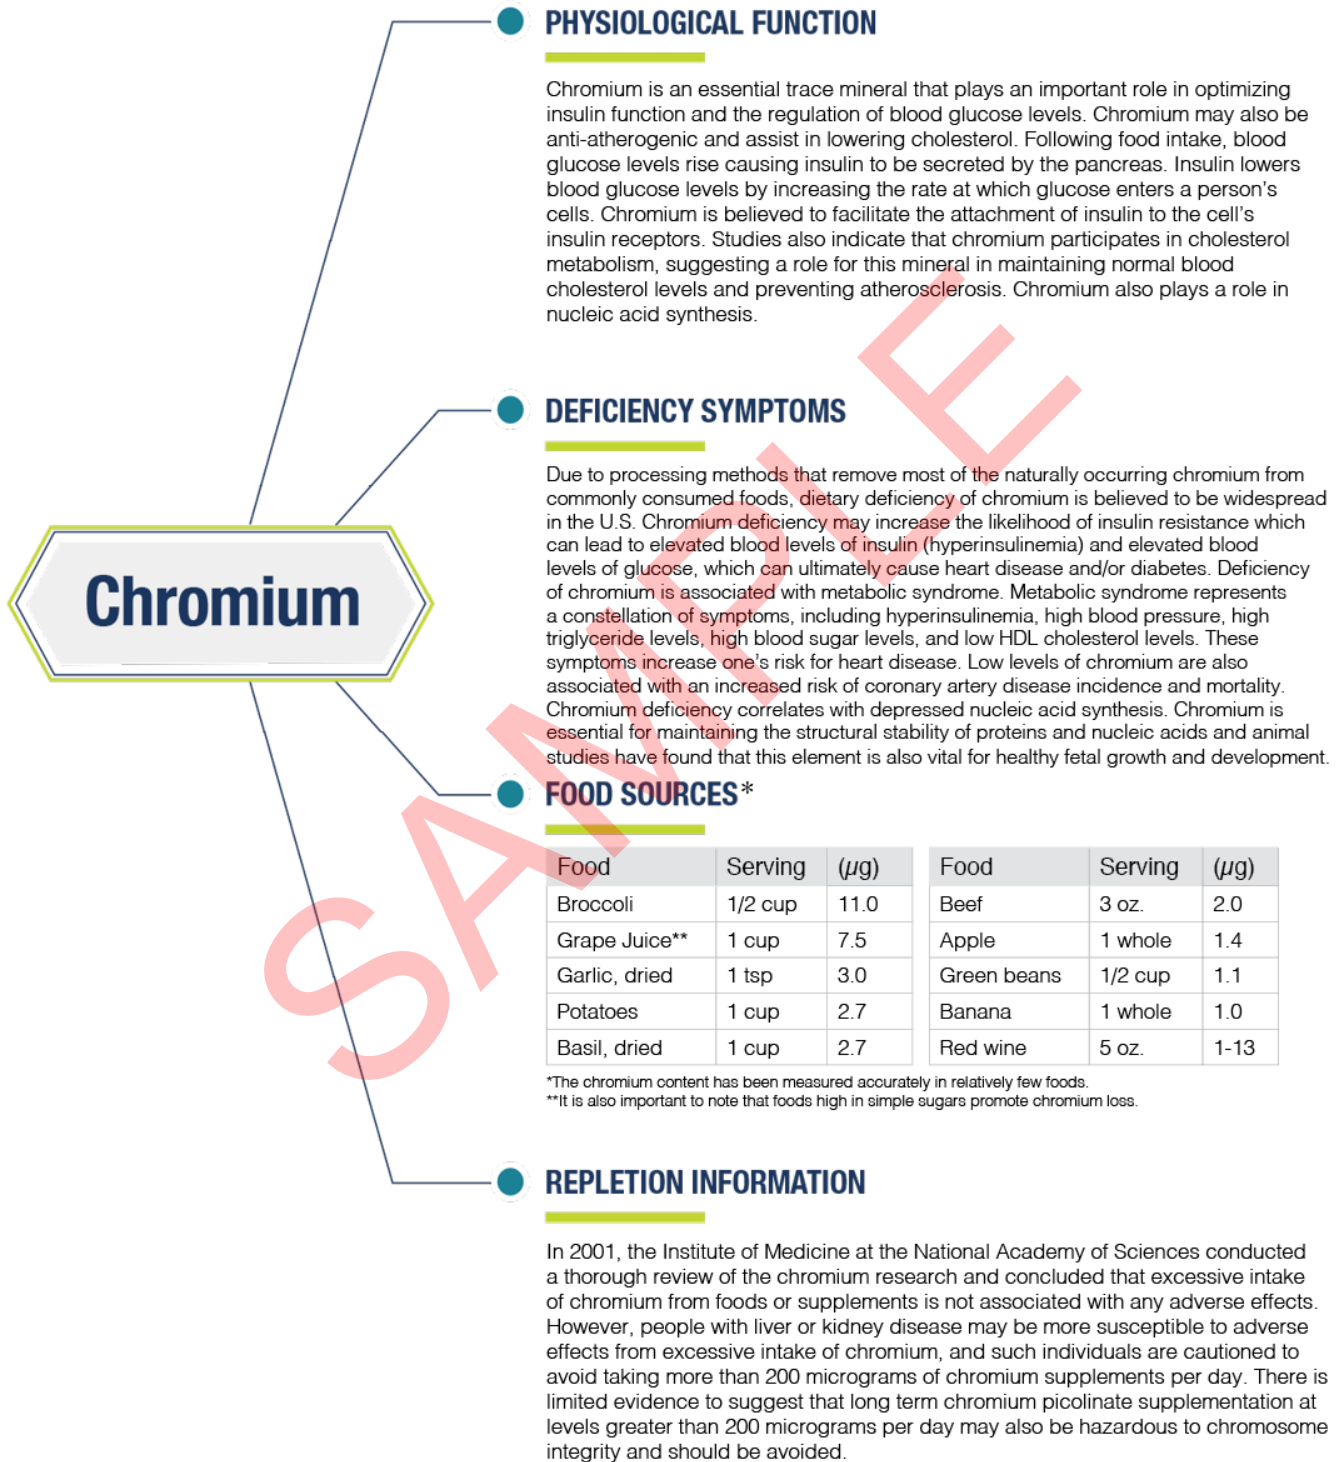 PHYSIOLOGICAL FUNCTION
Chromium is an essential trace mineral that plays an important role in optimizing
insulin function and the regulation of blood glucose levels. Chromium may also be
anti-atherogenic and assist in lowering cholesterol. Following food intake, blood
glucose levels rise causing insulin to be secreted by the pancreas. Insulin lowers
blood glucose levels by increasing the rate at which glucose enters a person’s
cells. Chromium is believed to facilitate the attachment of insulin to the cell’s
insulin receptors. Studies also indicate that chromium participates in cholesterol
metabolism, suggesting a role for this mineral in maintaining normal blood
cholesterol levels and preventing atherosclerosis. Chromium also plays a role in
nucleic acid synthesis.
DEFICIENCY SYMPTOMS
Due to processing methods that remove most of the naturally occurring chromium from
commonly consumed foods, dietary deficiency of chromium is believed to be widespread
in the U.S. Chromium deficiency may increase the likelihood of insulin resistance which
can lead to elevated blood levels of insulin (hyperinsulinemia) and elevated blood
levels of glucose, which can ultimately cause heart disease and/or diabetes. Deficiency
of chromium is associated with metabolic syndrome. Metabolic syndrome represents
a constellation of symptoms, including hyperinsulinemia, high blood pressure, high
triglyceride levels, high blood sugar levels, and low HDL cholesterol levels. These
symptoms increase one’s risk for heart disease. Low levels of chromium are also
associated with an increased risk of coronary artery disease incidence and mortality.
Chromium deficiency correlates with depressed nucleic acid synthesis. Chromium is
essential for maintaining the structural stability of proteins and nucleic acids and animal
studies have found that this element is also vital for healthy fetal growth and development.
Chromium
FOOD SOURCES*
Food Serving (µg) Food Serving (µg)
Broccoli 1/2 cup 11.0 Beef 3 oz. 2.0
Grape Juice** 1 cup 7.5 Apple 1 whole 1.4
Garlic, dried 1 tsp 3.0 Green beans 1/2 cup 1.1
Potatoes 1 cup 2.7 Banana 1 whole 1.0
Basil, dried 1 cup 2.7 Red wine 5 oz. 1-13
*The chromium content has been measured accurately in relatively few foods.
**It is also important to note that foods high in simple sugars promote chromium loss.
REPLETION INFORMATION
In 2001, the Institute of Medicine at the National Academy of Sciences conducted
a thorough review of the chromium research and concluded that excessive intake
of chromium from foods or supplements is not associated with any adverse effects.
However, people with liver or kidney disease may be more susceptible to adverse
effects from excessive intake of chromium, and such individuals are cautioned to
avoid taking more than 200 micrograms of chromium supplements per day. There is
limited evidence to suggest that long term chromium picolinate supplementation at
levels greater than 200 micrograms per day may also be hazardous to chromosome
integrity and should be avoided.
SAMPLE